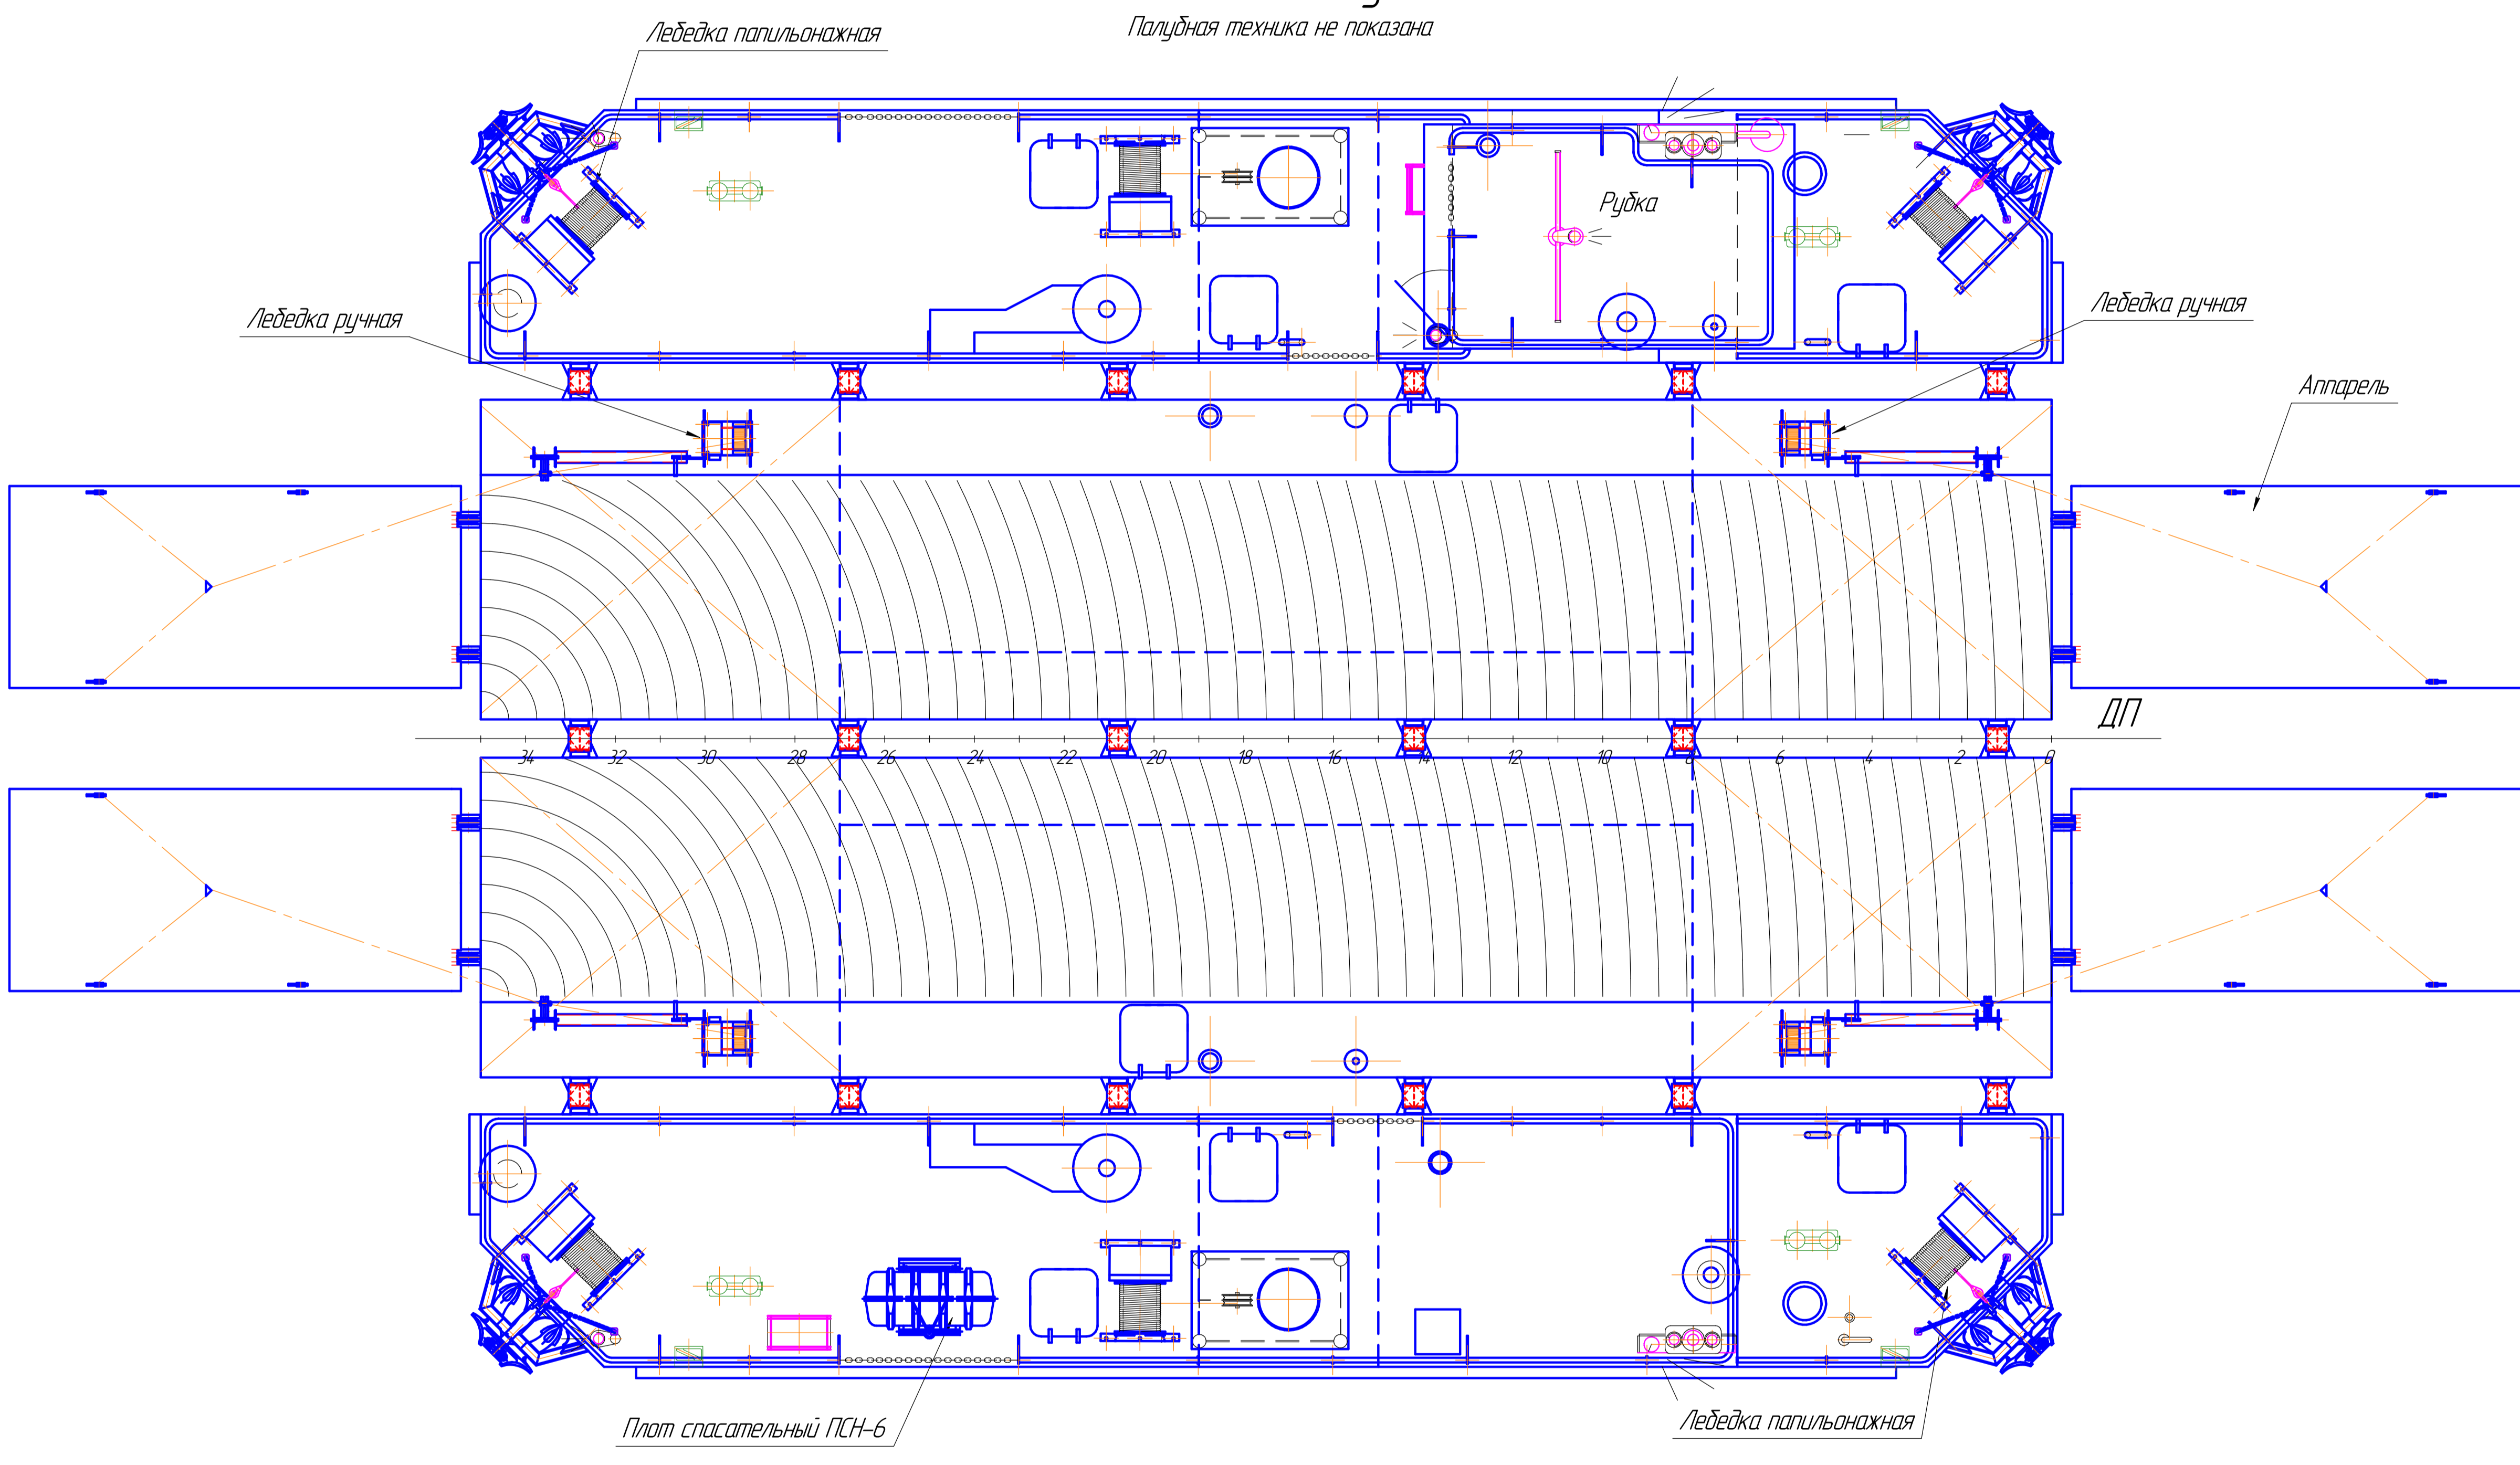 Палубная техника не показана
Лебедка папильонажная
Рубка
Лебедка ручная
Лебедка ручная
Аппарель
ДП
34 32 30 28 26 24 22 20 18 16 14 12 10 8 6 4 2 0
Плот спасательный ПСН-6
Лебедка папильонажная